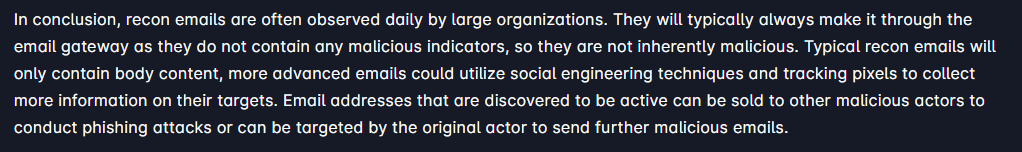 In conclusion, recon emails are often observed daily by large organizations. They will typically always make it through the
email gateway as they do not contain any malicious indicators, so they are not inherently malicious. Typical recon emails will
only contain body content, more advanced emails could utilize social engineering techniques and tracking pixels to collect
more information on their targets. Email addresses that are discovered to be active can be sold to other malicious actors to
conduct phishing attacks or can be targeted by the original actor to send further malicious emails.